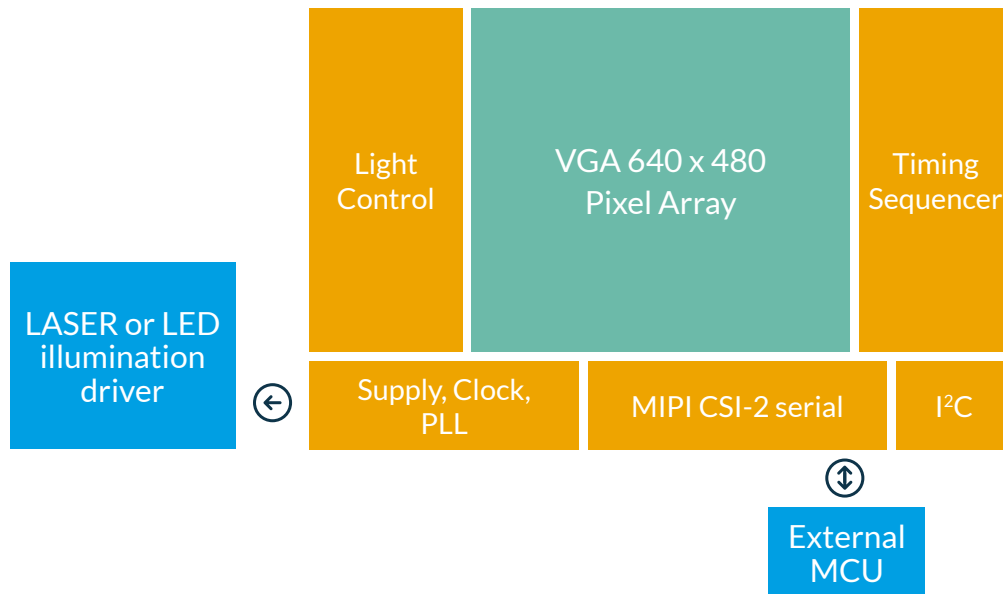 Light
Control
VGA 640 x 480
Pixel Array
Timing
Sequencer
LASER or LED
illumination
driver
Supply, Clock,
PLL
MIPI CSI-2 serial
I²C
External
MCU